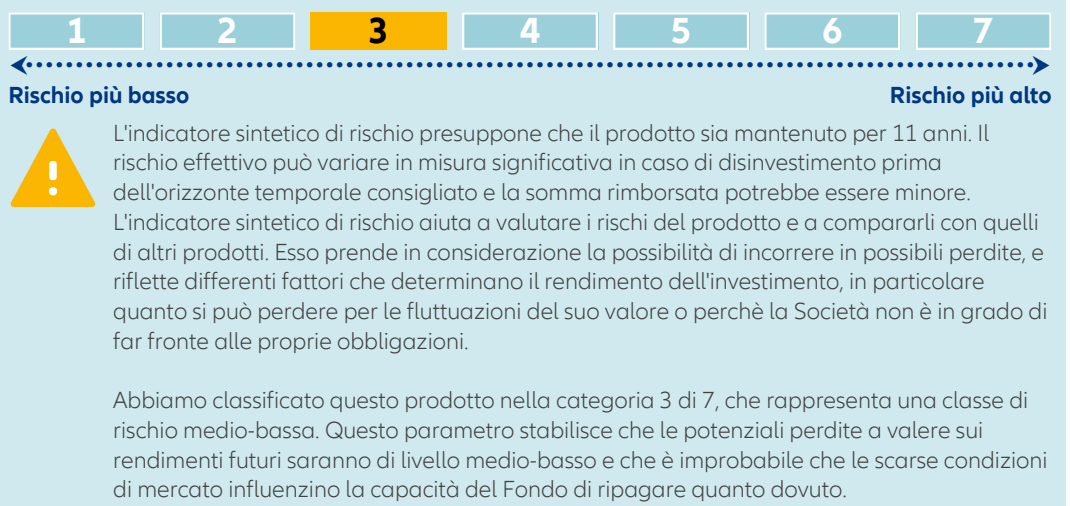 1 2 3 4 5 6 7
Rischio più basso Rischio più alto
L'indicatore sintetico di rischio presuppone che il prodotto sia mantenuto per 11 anni. Il
rischio effettivo può variare in misura significativa in caso di disinvestimento prima
dell'orizzonte temporale consigliato e la somma rimborsata potrebbe essere minore.
L'indicatore sintetico di rischio aiuta a valutare i rischi del prodotto e a compararli con quelli
di altri prodotti. Esso prende in considerazione la possibilità di incorrere in possibili perdite, e
riflette differenti fattori che determinano il rendimento dell'investimento, in particolare
quanto si può perdere per le fluttuazioni del suo valore o perchè la Società non è in grado di
far fronte alle proprie obbligazioni.
Abbiamo classificato questo prodotto nella categoria 3 di 7, che rappresenta una classe di
rischio medio-bassa. Questo parametro stabilisce che le potenziali perdite a valere sui
rendimenti futuri saranno di livello medio-basso e che è improbabile che le scarse condizioni
di mercato influenzino la capacità del Fondo di ripagare quanto dovuto.